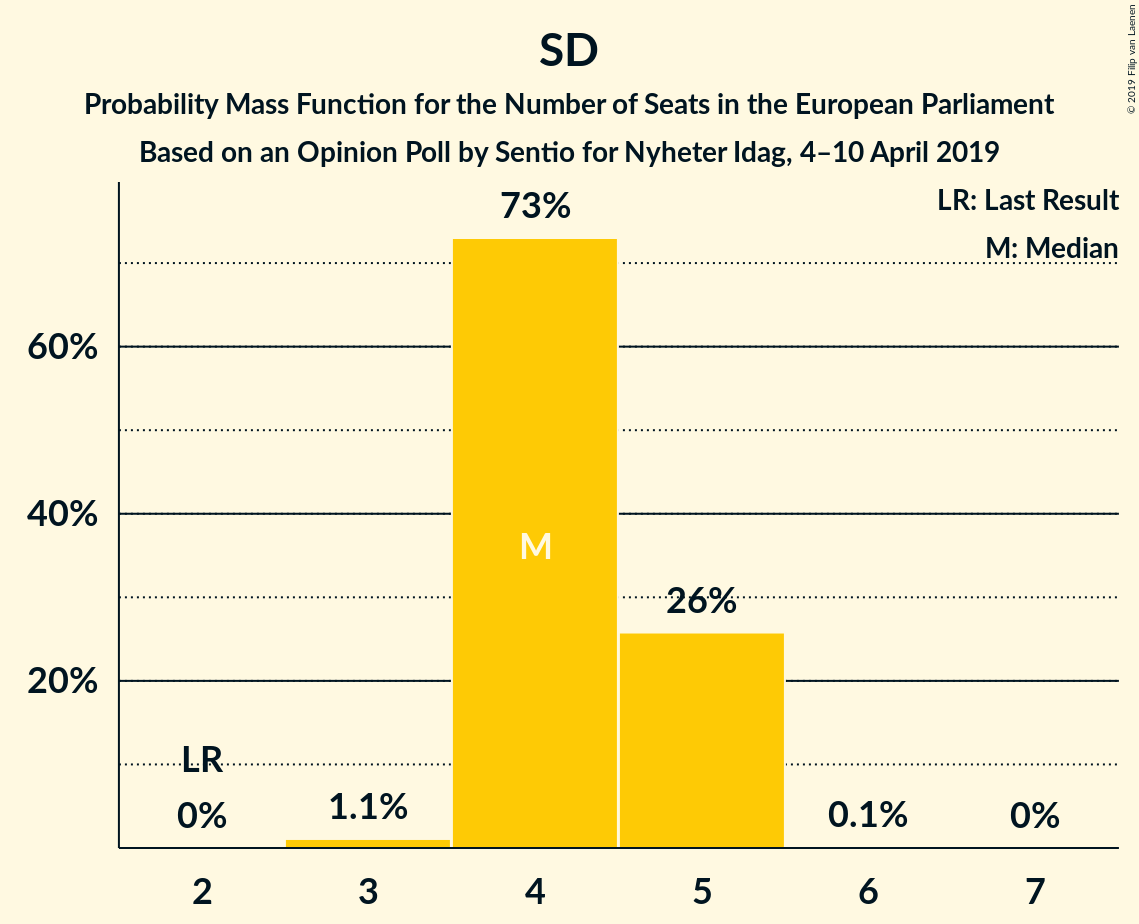 SD
Probability Mass Function for the Number of Seats in the European Parliament
Based on an Opinion Poll by Sentio for Nyheter Idag, 4–10 April 2019
© 2019 Filip van Laenen
LR: Last Result
M: Median
73%
60%
40%
M
26%
20%
LR
0%
1.1%
0.1%
0%
2 3 4 5 6 7